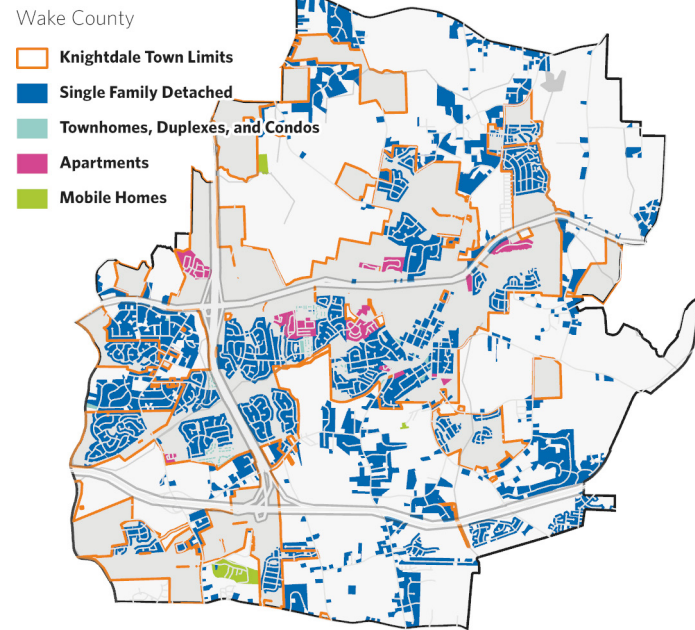 Wake County
Knightdale Town Limits
Single Family Detached
Townhomes, Duplexes, and Condos
Apartments
Mobile Homes